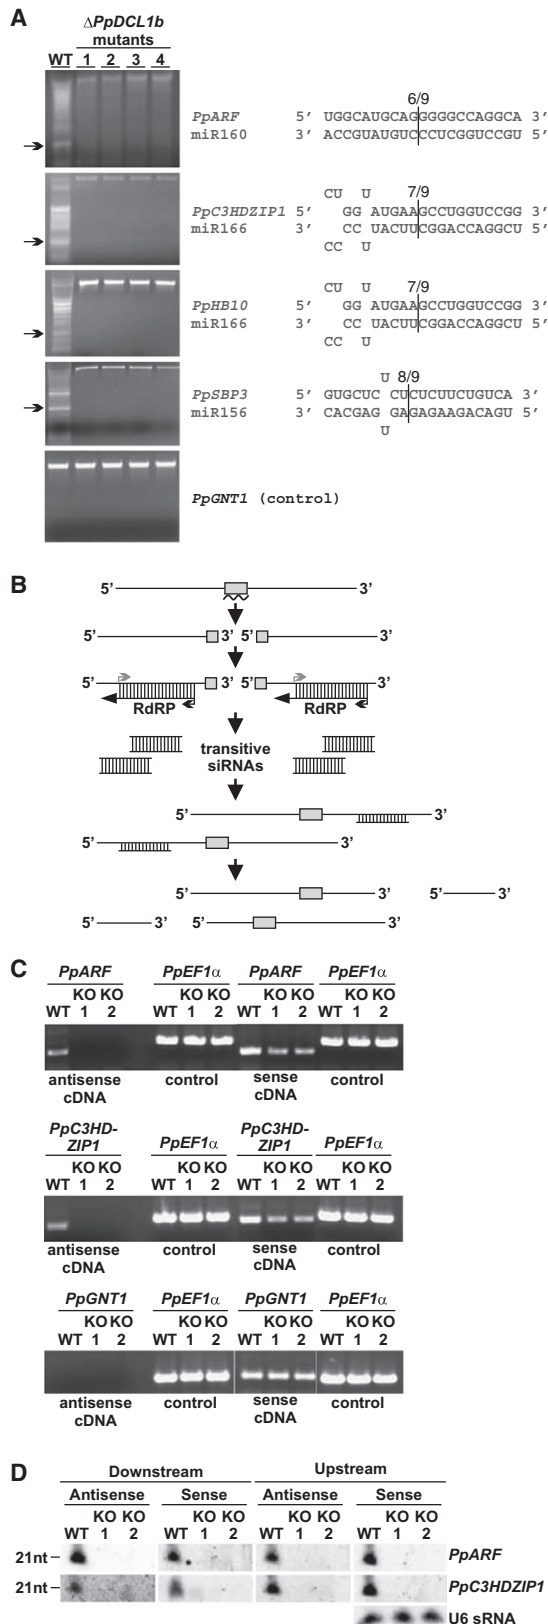 A
ΔPpDCL1b
mutants
WT 1 2 3 4
6/9
PpARF 5' UGGCAUGCAGGGGGCCAGGCA 3'
miR160 3' ACCGUAUGUCCCUCGGUCCGU 5'
CU U 7/9
PpC3HDZIP1 5' GG AUGAAGCCUGGUCCGG 3'
miR166 3' CC UACUUCGGACCAGGCU 5'
CC U
CU U 7/9
PpHB10 5' GG AUGAAGCCUGGUCCGG 3'
miR166 3' CC UACUUCGGACCAGGCU 5'
CC U
U 8/9
PpSBP3 5' GUGCUC CUCUCUUCUGUCA 3'
miR156 3' CACGAG GAGAGAAGACAGU 5'
U
PpGNT1 (control)
B
5' 3'
5' 3' 5' 3'
5' 3' 5' 3'
RdRP RdRP
transitive
siRNAs
5' 3'
5' 3'
5' 3' 5' 3'
5' 3' 5' 3'
C
PpARF PpEF1α PpARF PpEF1α
KO KO KO KO KO KO KO KO
WT 1 2 WT 1 2 WT 1 2 WT 1 2
antisense cDNA control sense cDNA control
PpC3HD-ZIP1 PpEF1α PpC3HD-ZIP1 PpEF1α
KO KO KO KO KO KO KO KO
WT 1 2 WT 1 2 WT 1 2 WT 1 2
antisense cDNA control sense cDNA control
PpGNT1 PpEF1α PpGNT1 PpEF1α
KO KO KO KO KO KO KO KO
WT 1 2 WT 1 2 WT 1 2 WT 1 2
antisense cDNA control sense cDNA control
D
Downstream Upstream
Antisense Sense Antisense Sense
KO KO KO KO KO KO KO KO
WT 1 2 WT 1 2 WT 1 2 WT 1 2
21nt PpARF
21nt PpC3HDZIP1
U6 sRNA